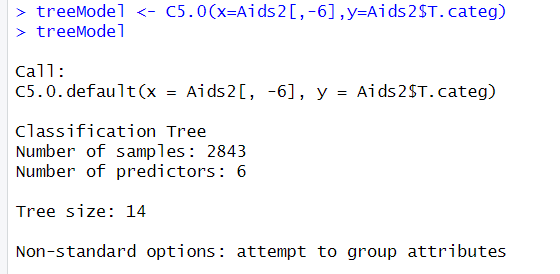 > treeModel <- C5.0(x=Aids2[,-6],y=Aids2$T.categ)
> treeModel
Call:
C5.0.default(x = Aids2[, -6], y = Aids2$T.categ)
Classification Tree
Number of samples: 2843
Number of predictors: 6
Tree size: 14
Non-standard options: attempt to group attributes